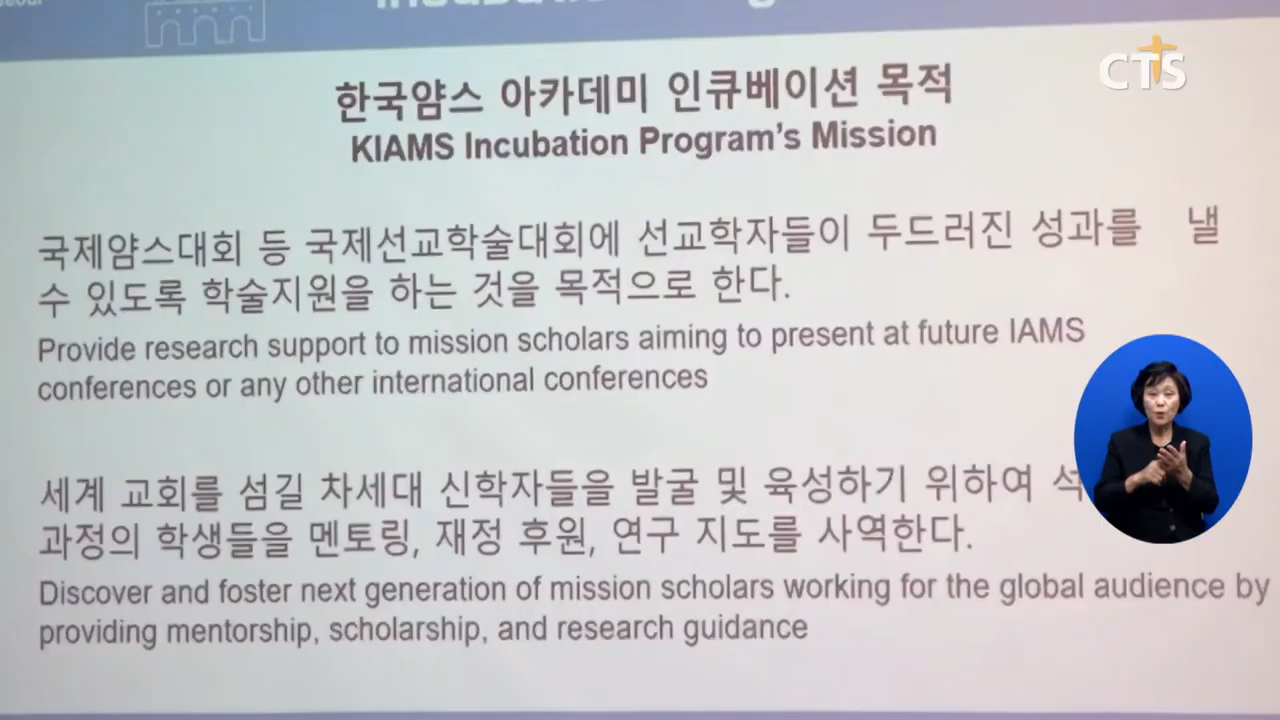 CTS
한국얌스 아카데미 인큐베이션 목적
KIAMS Incubation Program's Mission
국제얌스대회 등 국제선교학술대회에 선교학자들이 두드러진 성과를 낼
수 있도록 학술지원을 하는 것을 목적으로 한다.
Provide research support to mission scholars aiming to present at future IAMS
conferences or any other international conferences
세계 교회를 섬길 차세대 신학자들을 발굴 및 육성하기 위하여
과정의 학생들을 멘토링, 재정 후원, 연구 지도를 사역한다.
Discover and foster next generation of mission scholars working for the global audience by
providing mentorship, scholarship, and research guidance